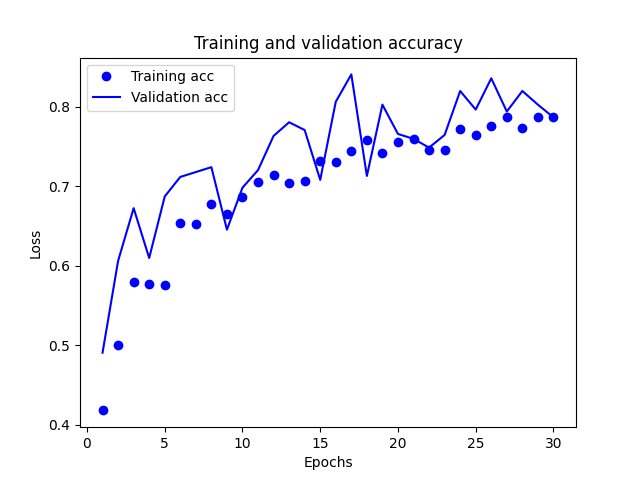 Training and validation accuracy
Training acc
Validation acc
Loss
0.8
0.7
0.6
0.5
0.4
0 5 10 15 20 25 30
Epochs